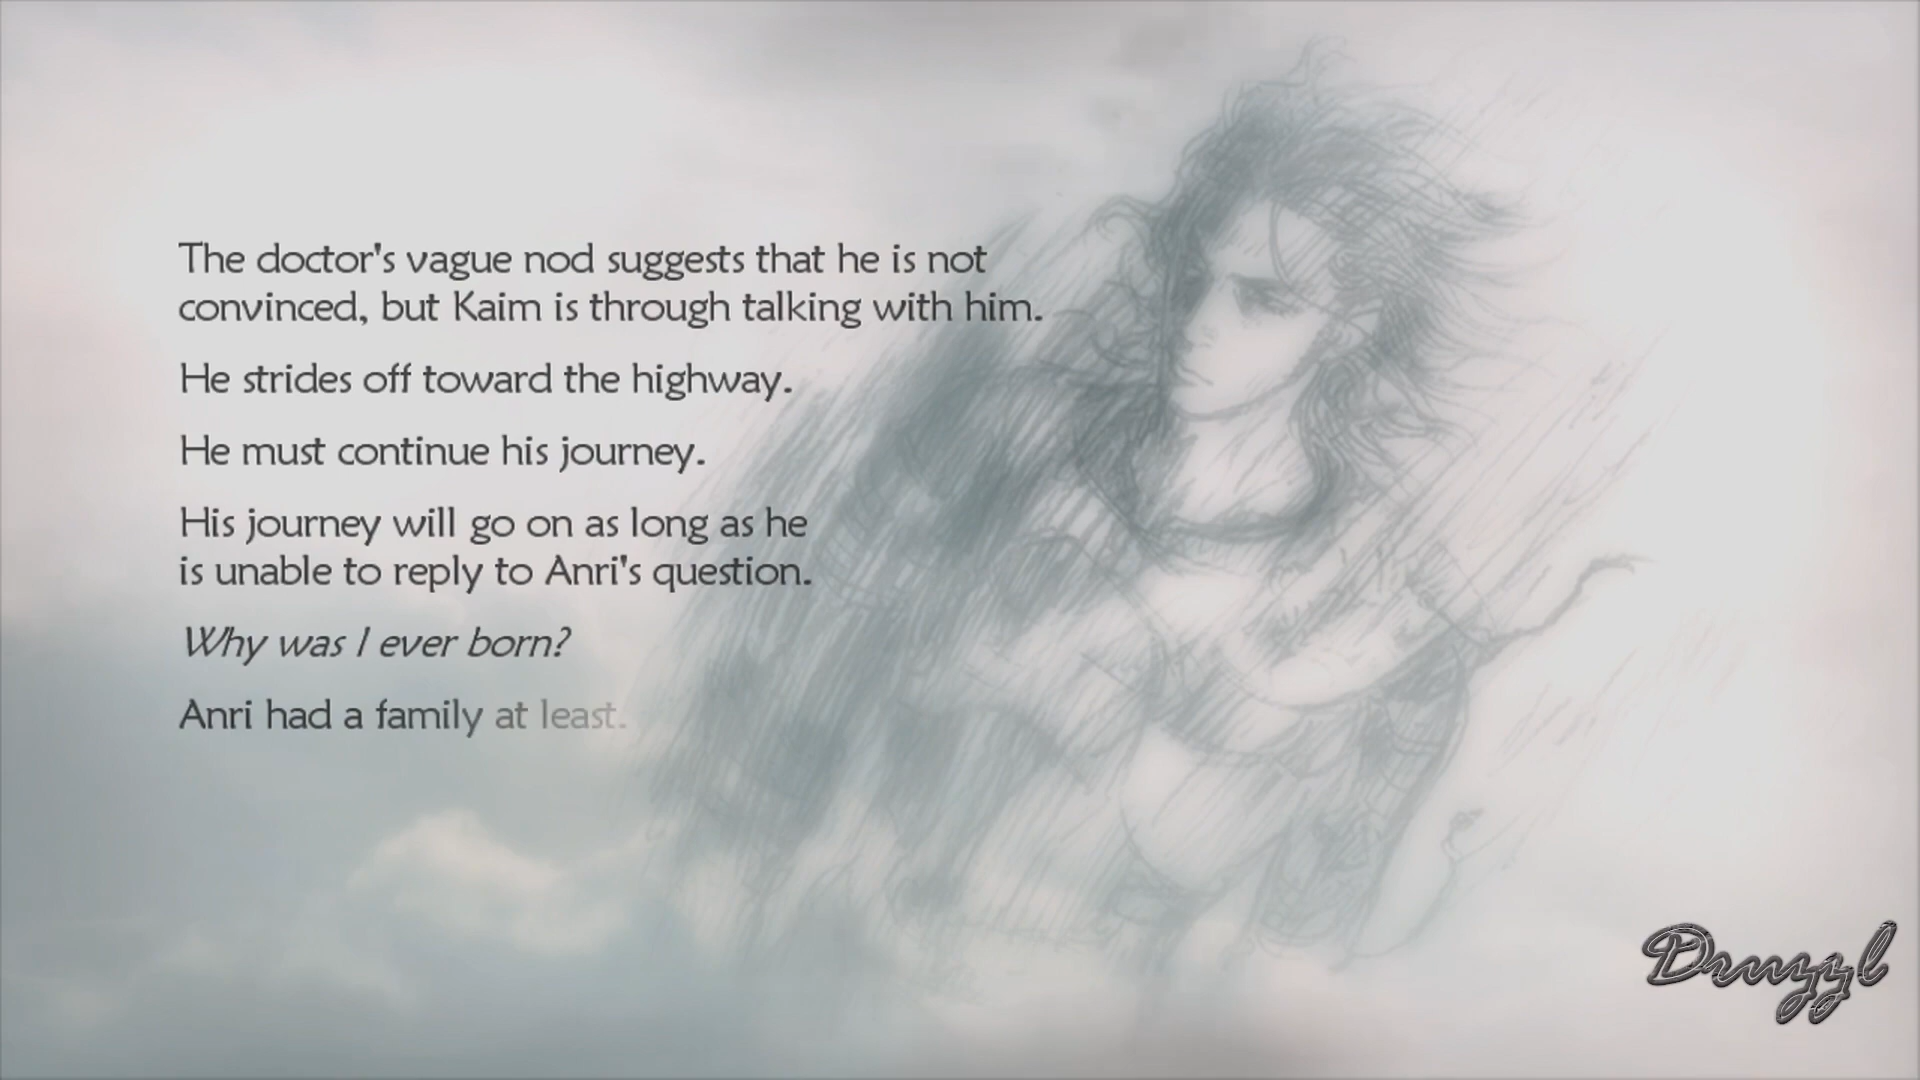 The doctor's vague nod suggests that he is not
convinced, but Kaim is through talking with him.
He strides off toward the highway.
He must continue his journey.
His journey will go on as long as he
is unable to reply to Anri's question.
Why was I ever born?
Anri had a family at least.
Druzzl